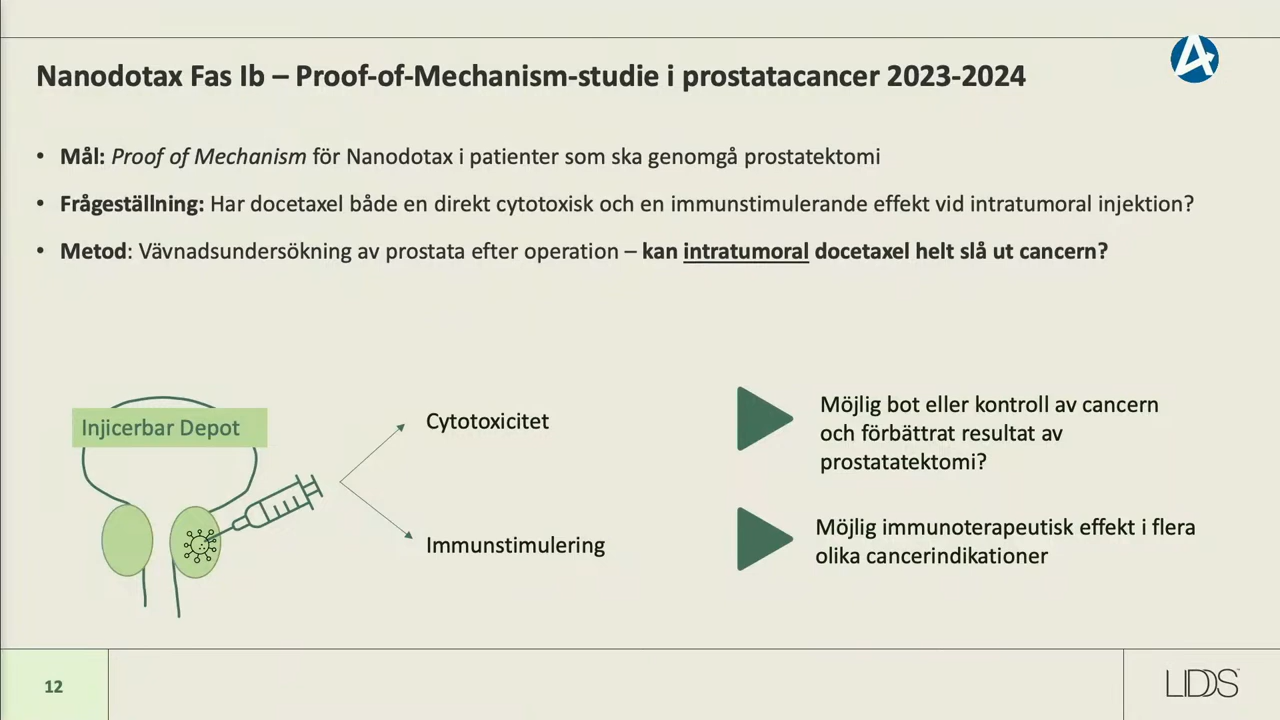 Nanodotax Fas Ib – Proof-of-Mechanism-studie i prostatacancer 2023-2024
• Mål: Proof of Mechanism för Nanodotax i patienter som ska genomgå prostatektomi
• Frågeställning: Har docetaxel både en direkt cytotoxisk och en immunstimulerande effekt vid intratumoral injektion?
• Metod: Vävnadsundersökning av prostata efter operation – kan intratumoral docetaxel helt slå ut cancern?
Injicerbar Depot
Cytotoxicitet
Möjlig bot eller kontroll av cancern
och förbättrat resultat av
prostatatektomi?
Immunstimulering
Möjlig immunoterapeutisk effekt i flera
olika cancerindikationer
12
LIDDS